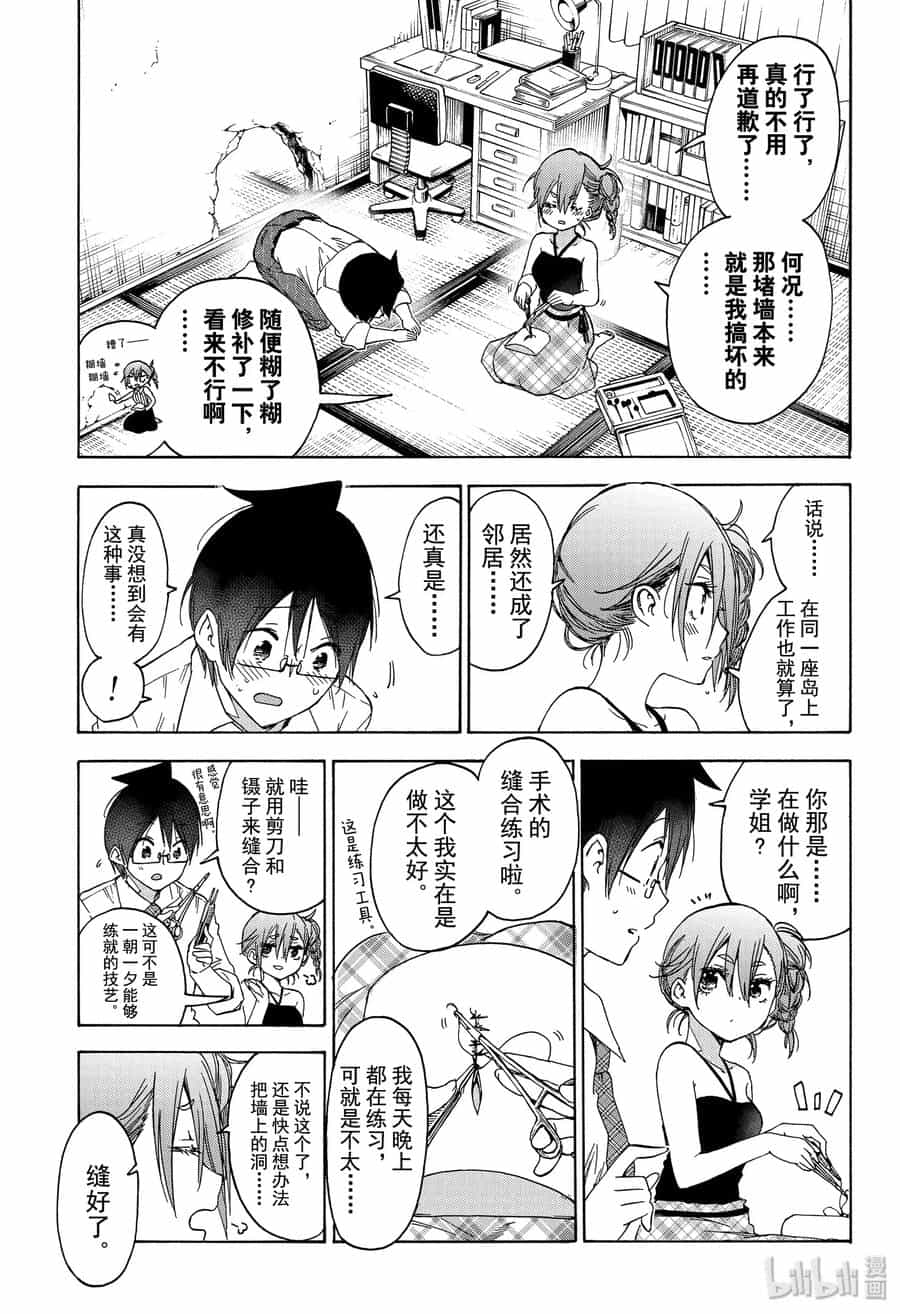 行了行了，
真的不用
再道歉了……
何况……
那堵墙本来
就是我搞坏的
……
随便糊了糊
修补了一下，
看来不行啊
……
糟了——
糊墙
糊墙
话说……
在同一座岛上
工作也就算了，
居然还成了
邻居……
还真是……
真没想到会有
这种事……
！
你那是……
在做什么啊，
学姐？
手术的
缝合练习啦。
这个我实在是
做不太好。
这是练习工具。
我每天晚上
都在练习，
可就是不太
……
哇——
就用剪刀和
镊子来缝合？
感觉
很有意思啊。
这可不是
一朝一夕能够
练就的技艺。
不说这个了，
还是快点想办法
把墙上的洞……
缝好了。
bilibili
漫画